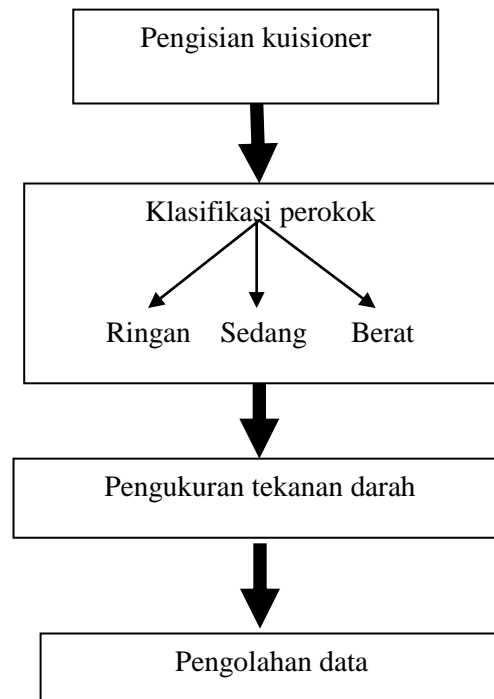 Pengisian kuisioner
Klasifikasi perokok
Ringan Sedang Berat
Pengukuran tekanan darah
Pengolahan data